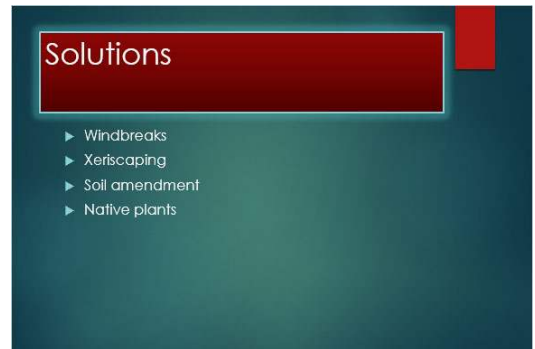 Solutions
Windbreaks
Xeriscaping
Soil amendment
Native plants